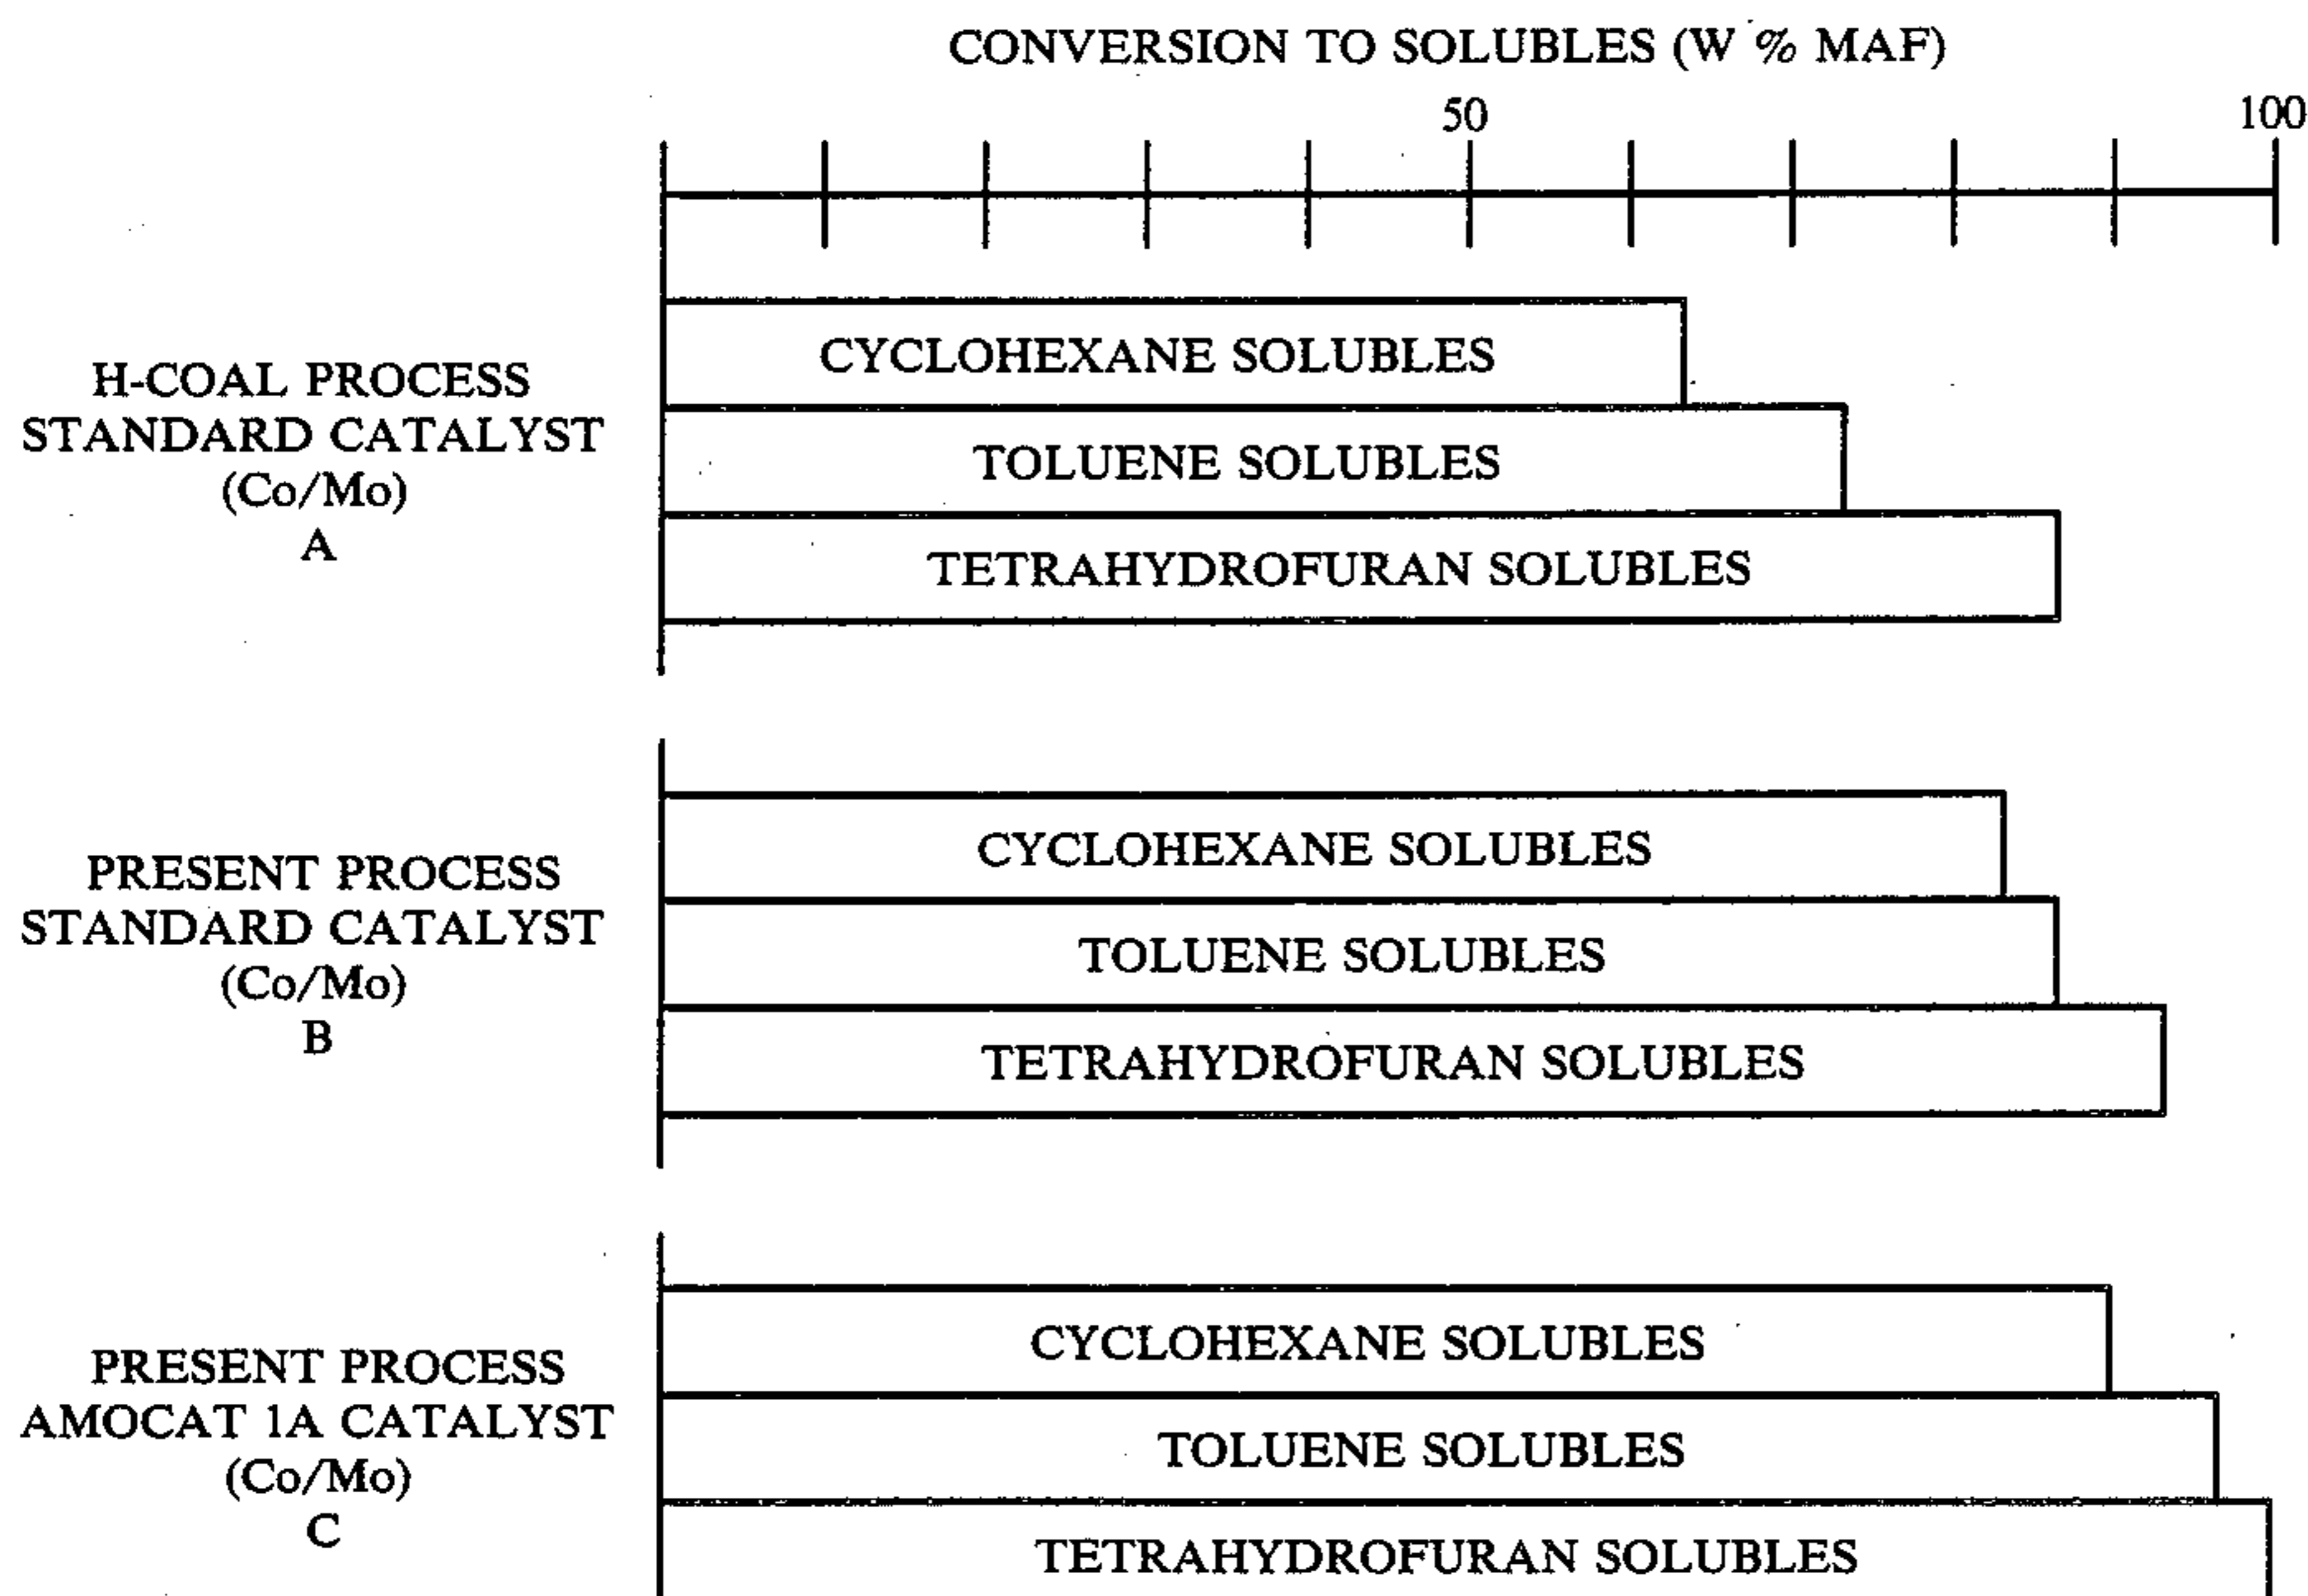 CONVERSION TO SOLUBLES (W % MAF)
50
100
H-COAL PROCESS
STANDARD CATALYST
(Co/Mo)
A
CYCLOHEXANE SOLUBLES
TOLUENE SOLUBLES
TETRAHYDROFURAN SOLUBLES
PRESENT PROCESS
STANDARD CATALYST
(Co/Mo)
B
CYCLOHEXANE SOLUBLES
TOLUENE SOLUBLES
TETRAHYDROFURAN SOLUBLES
PRESENT PROCESS
AMOCAT 1A CATALYST
(Co/Mo)
C
CYCLOHEXANE SOLUBLES
TOLUENE SOLUBLES
TETRAHYDROFURAN SOLUBLES